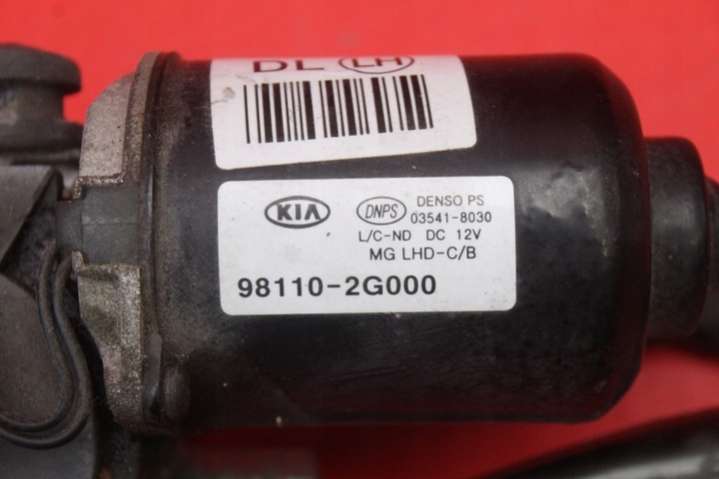 DL LH
KIA DNPS DENSO PS
03541-8030
L/C-ND DC 12V
MG LHD-C/B
98110-2G000